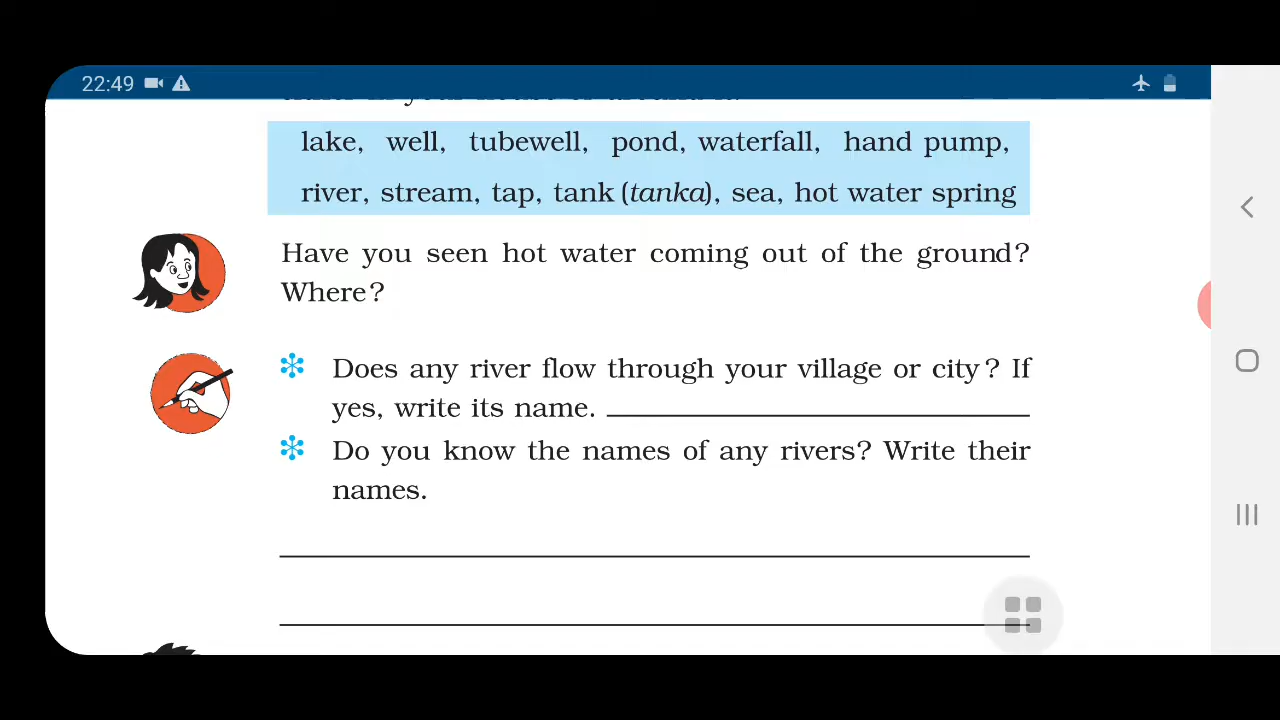 22:49
lake, well, tubewell, pond, waterfall, hand pump,
river, stream, tap, tank (tanka), sea, hot water spring
Have you seen hot water coming out of the ground?
Where?
Does any river flow through your village or city? If
yes, write its name.
Do you know the names of any rivers? Write their
names.